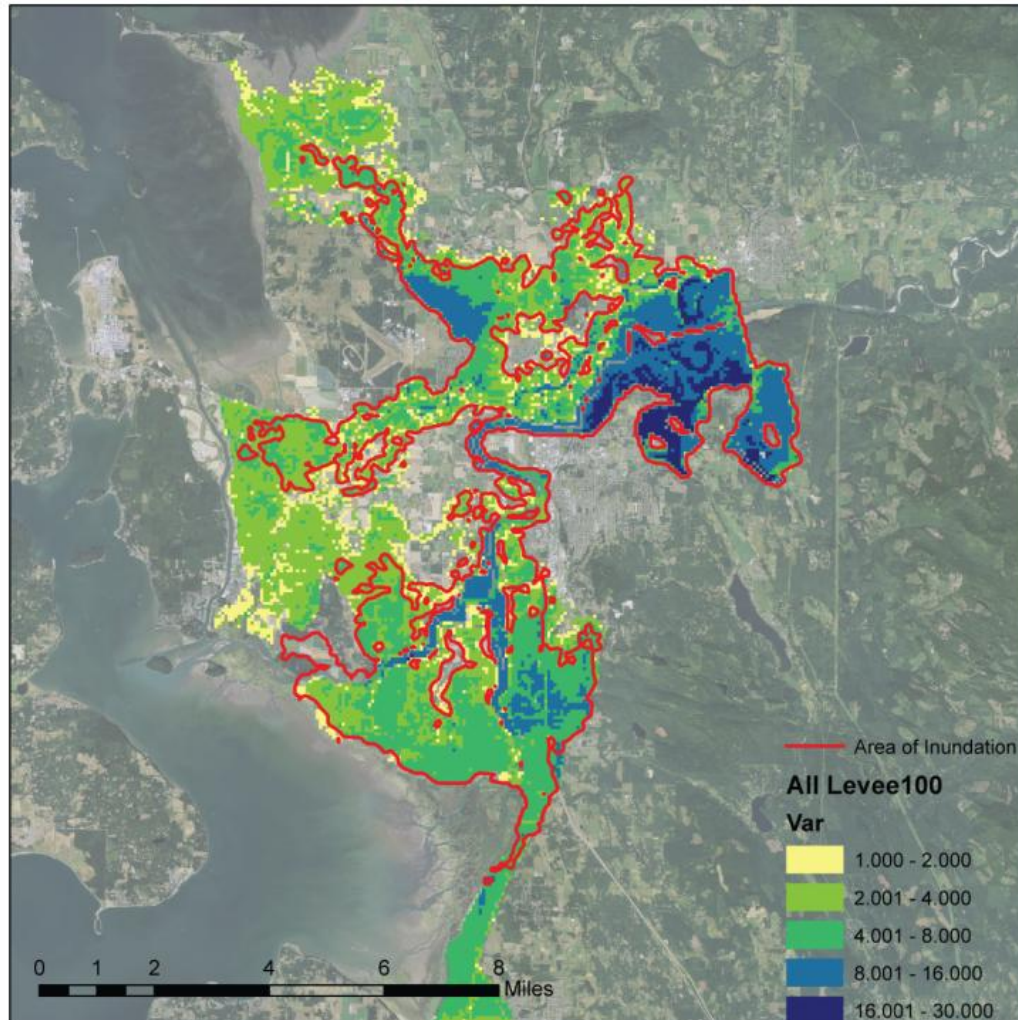 Area of Inundation
All Levee100
Var
1.000 - 2.000
2.001 - 4.000
4.001 - 8.000
8.001 - 16.000
16.001 - 30.000
0 1 2 4 6 8
Miles